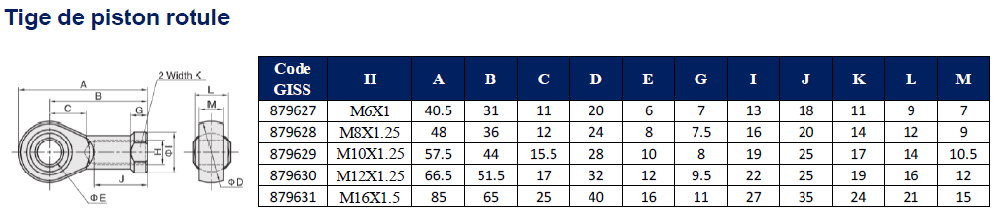 Tige de piston rotule
2 Width K
A
L
B
M
C
G
H
ΦI
J
ΦD
ΦE
Code GISS H A B C D E G I J K L M
879627 M6X1 40.5 31 11 20 6 7 13 18 11 9 7
879628 M8X1.25 48 36 12 24 8 7.5 16 20 14 12 9
879629 M10X1.25 57.5 44 15.5 28 10 8 19 25 17 14 10.5
879630 M12X1.25 66.5 51.5 17 32 12 9.5 22 25 19 16 12
879631 M16X1.5 85 65 25 40 16 11 27 35 24 21 15